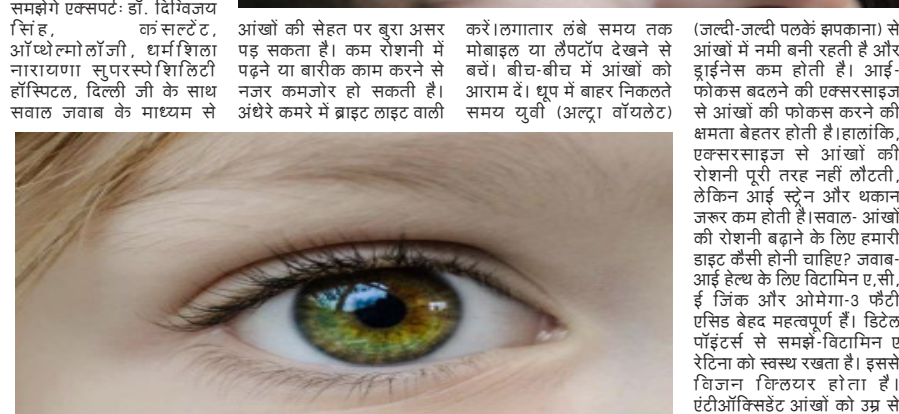 समझेंगे एक्सपर्टः डॉ. दिग्विजय
सिंह, कंसल्टेंट,
ऑप्थेल्मोलॉजी, धर्मशिला
नारायणा सुपरस्पेशिलिटी
हॉस्पिटल, दिल्ली जी के साथ
सवाल जवाब के माध्यम से
आंखों की सेहत पर बुरा असर
पड़ सकता है। कम रोशनी में
पढ़ने या बारीक काम करने से
नजर कमजोर हो सकती है।
अंधेरे कमरे में ब्राइट लाइट वाली
करें।लगातार लंबे समय तक
मोबाइल या लैपटॉप देखने से
बचें। बीच-बीच में आंखों को
आराम दें। धूप में बाहर निकलते
समय युवी (अल्ट्रा वॉयलेट)
(जल्दी-जल्दी पलकें झपकाना) से
आंखों में नमी बनी रहती है और
ड्राईनेस कम होती है। आई-
फोकस बदलने की एक्सरसाइज
से आंखों की फोकस करने की
क्षमता बेहतर होती है।हालांकि,
एक्सरसाइज से आंखों की
रोशनी पूरी तरह नहीं लौटती,
लेकिन आई स्ट्रेन और थकान
जरूर कम होती है।सवाल- आंखों
की रोशनी बढ़ाने के लिए हमारी
डाइट कैसी होनी चाहिए? जवाब-
आई हेल्थ के लिए विटामिन ए,सी,
ई जिंक और ओमेगा-3 फैटी
एसिड बेहद महत्वपूर्ण हैं। डिटेल
पॉइंटर्स से समझें-विटामिन ए
रेटिना को स्वस्थ रखता है। इससे
विजन क्लियर होता है।
एंटीऑक्सिडेंट आंखों को उम्र से